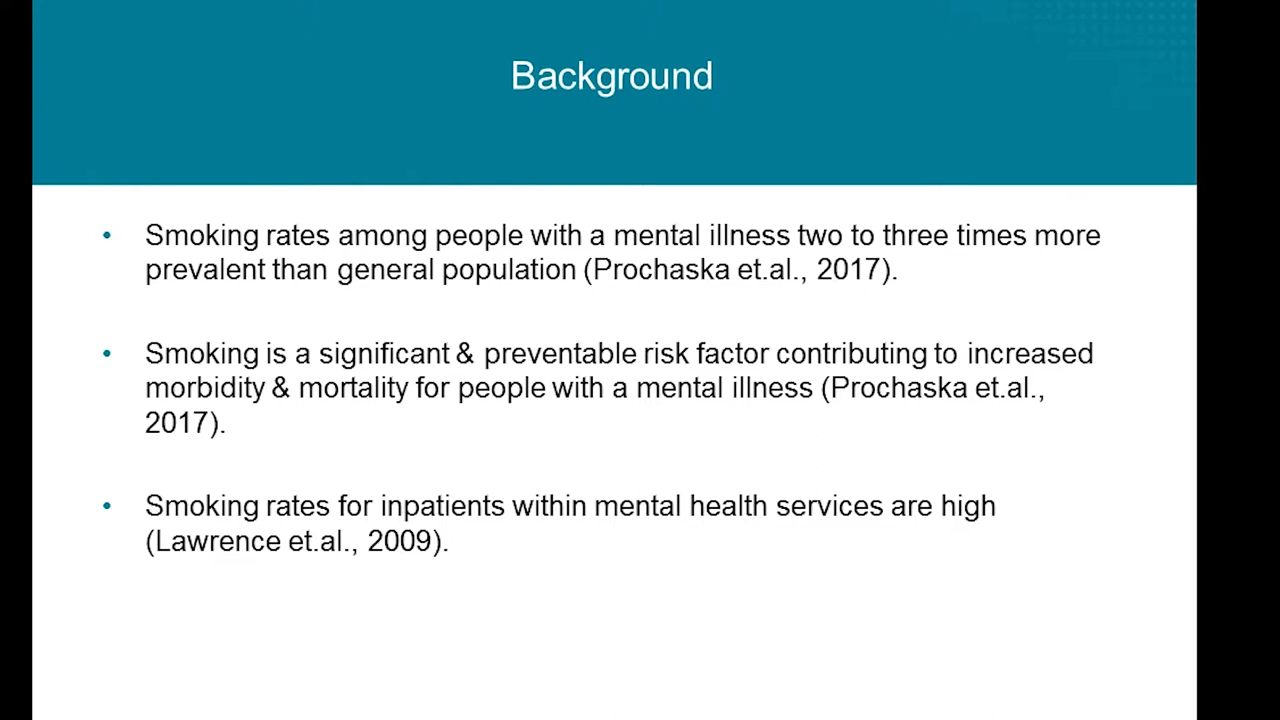 Background
• Smoking rates among people with a mental illness two to three times more
prevalent than general population (Prochaska et.al., 2017).
• Smoking is a significant & preventable risk factor contributing to increased
morbidity & mortality for people with a mental illness (Prochaska et.al.,
2017).
• Smoking rates for inpatients within mental health services are high
(Lawrence et.al., 2009).